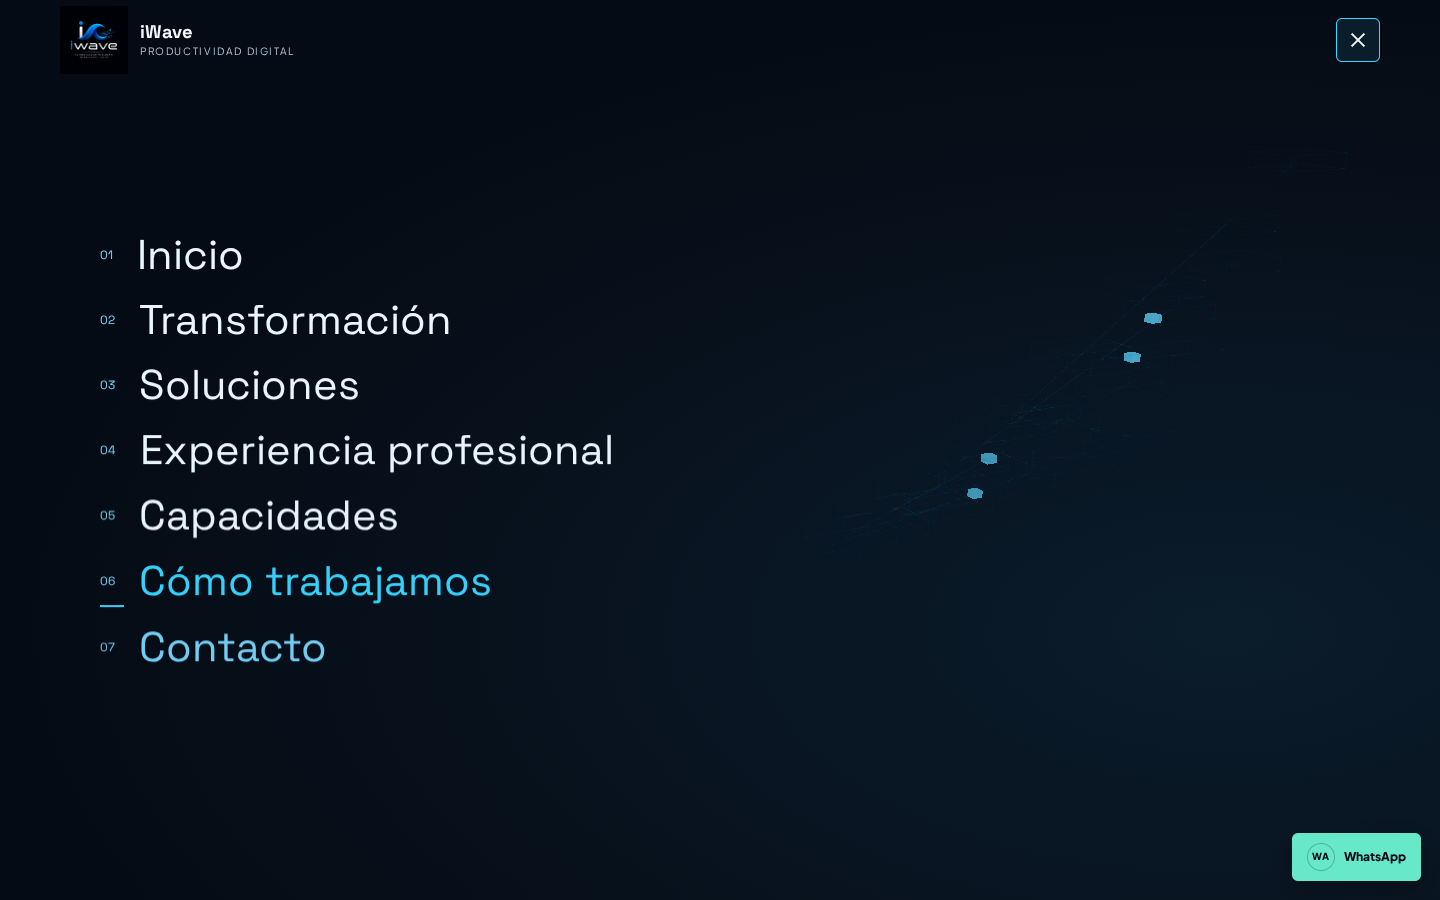 iwave
iWave
PRODUCTIVIDAD DIGITAL
01 Inicio
02 Transformación
03 Soluciones
04 Experiencia profesional
05 Capacidades
06 Cómo trabajamos
07 Contacto
WA WhatsApp